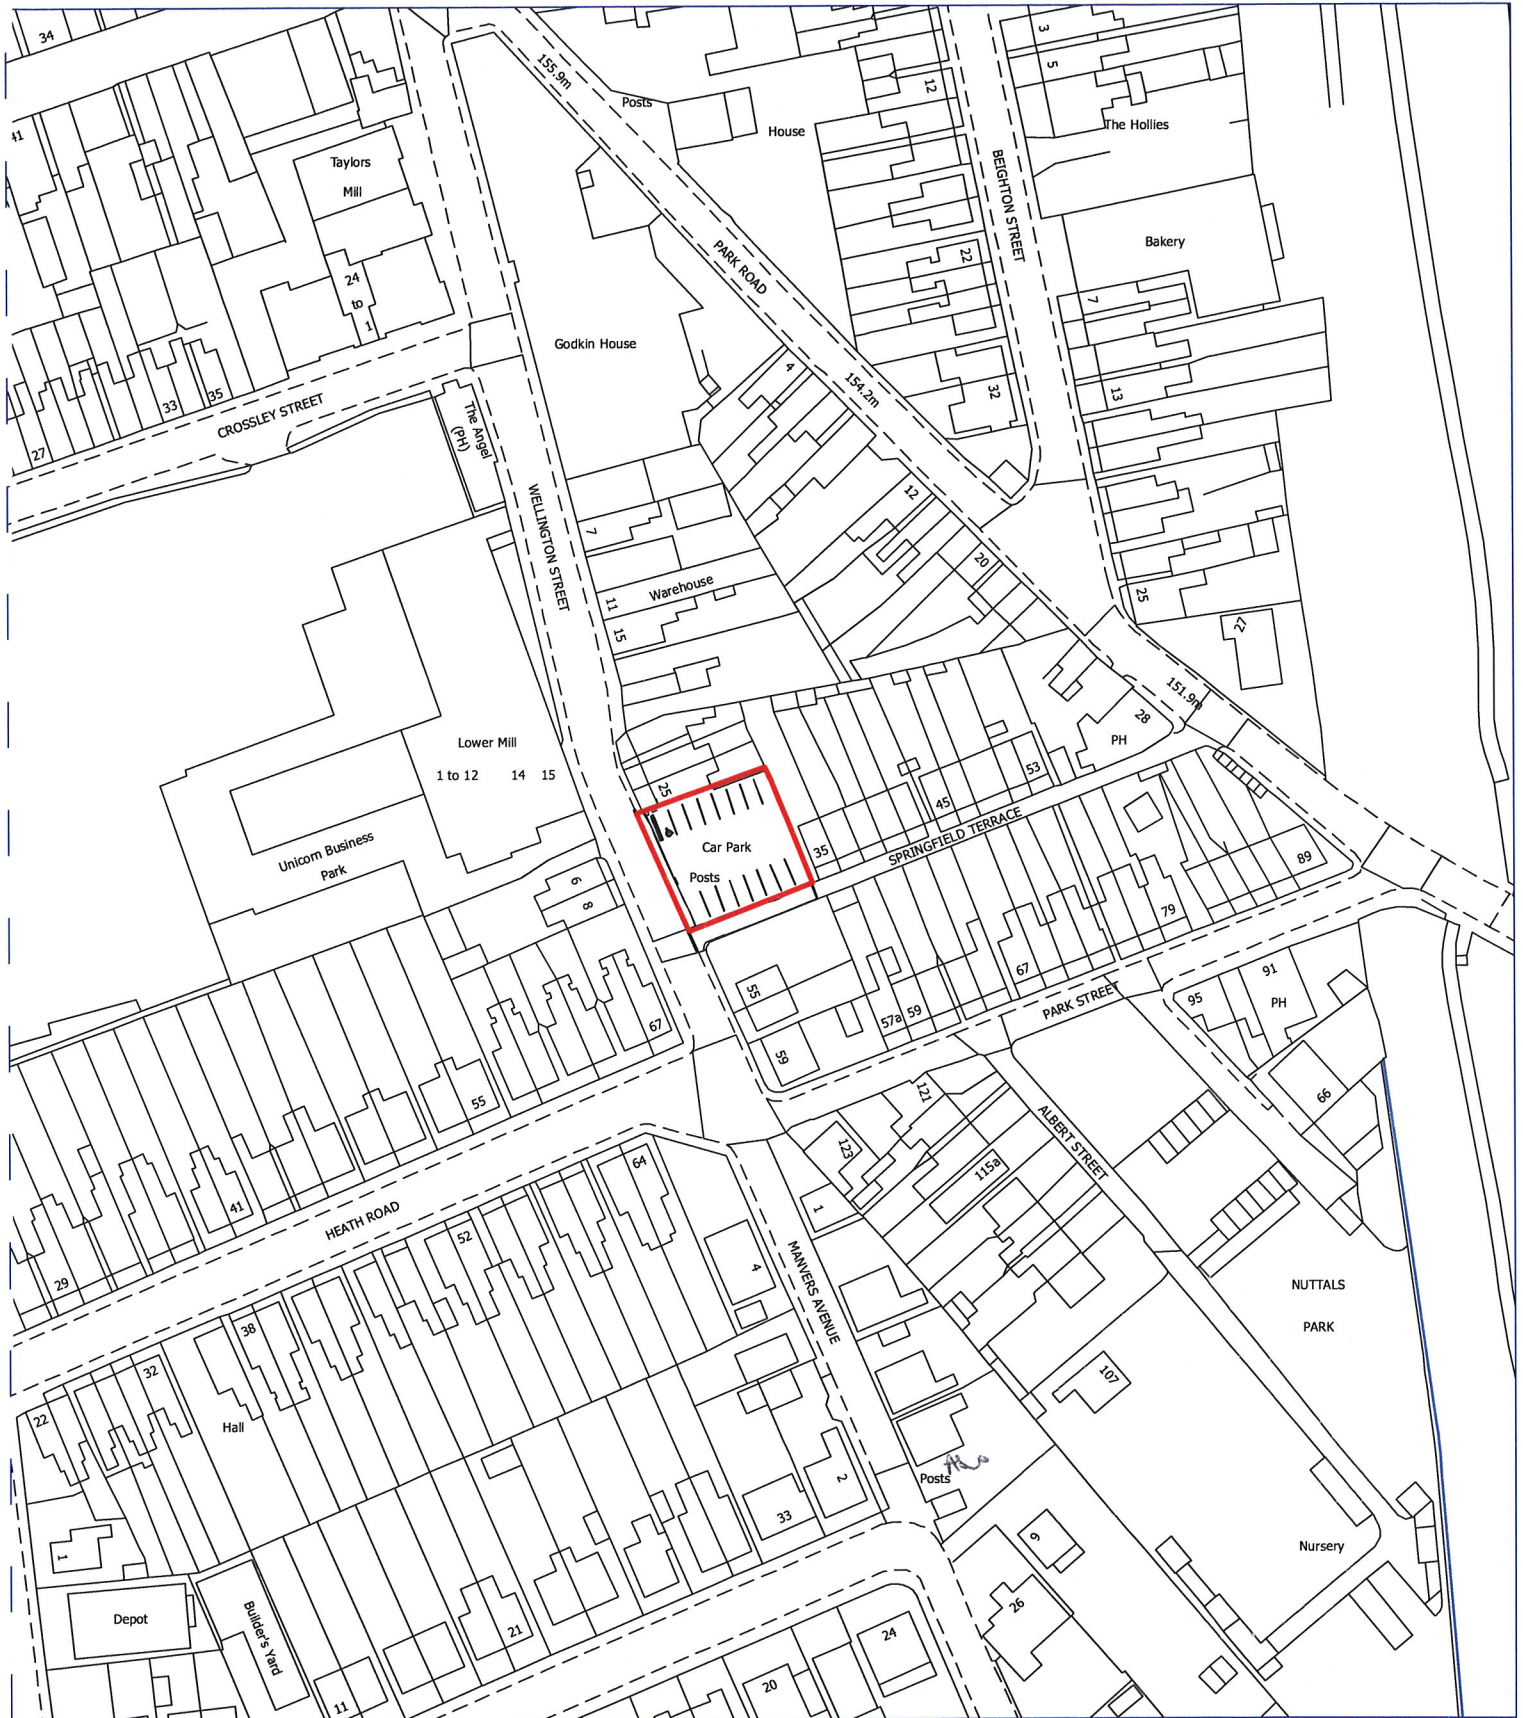 34
155.9m
Posts
House
12
3
5
The Hollies
41
Taylors
Mill
BEIGHTON STREET
PARK ROAD
22
Bakery
24
to
1
7
Godkin House
4
154.2m
32
13
33
35
CROSSLEY STREET
27
The Angel
(PH)
WELLINGTON STREET
7
12
20
Warehouse
11
15
25
27
151.9m
28
PH
Lower Mill
1 to 12
14
15
25
53
45
Car Park
Posts
35
SPRINGFIELD TERRACE
89
Unicorn Business
Park
6
8
79
67
55
57a
59
PARK STREET
91
PH
95
67
59
55
66
121
123
ALBERT STREET
115a
64
1
41
HEATH ROAD
52
MANVERS AVENUE
4
29
NUTTALS
PARK
38
32
107
22
Hall
Posts
2
33
9
Nursery
1
Depot
Builder's Yard
21
24
26
20
11